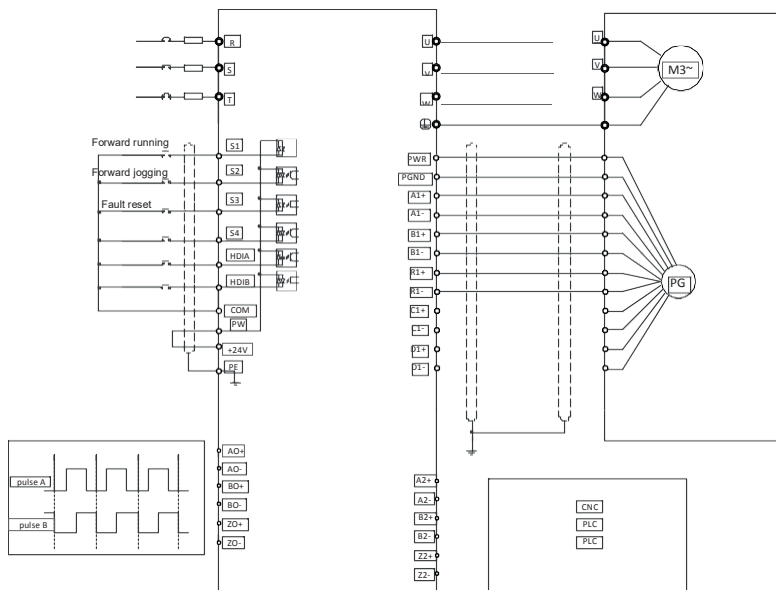 R
S
T
U
V
W
U
V
W
M3~
Forward running
Forward jogging
Fault reset
S1
S2
S3
S4
HDIA
HDIB
COM
PW
+24V
PE
PWR
PGND
A1+
A1-
B1+
B1-
R1+
R1-
C1+
C1-
D1+
D1-
PG
pulse A
pulse B
AO+
AO-
BO+
BO-
ZO+
ZO-
A2+
A2-
B2+
B2-
Z2+
Z2-
CNC
PLC
PLC